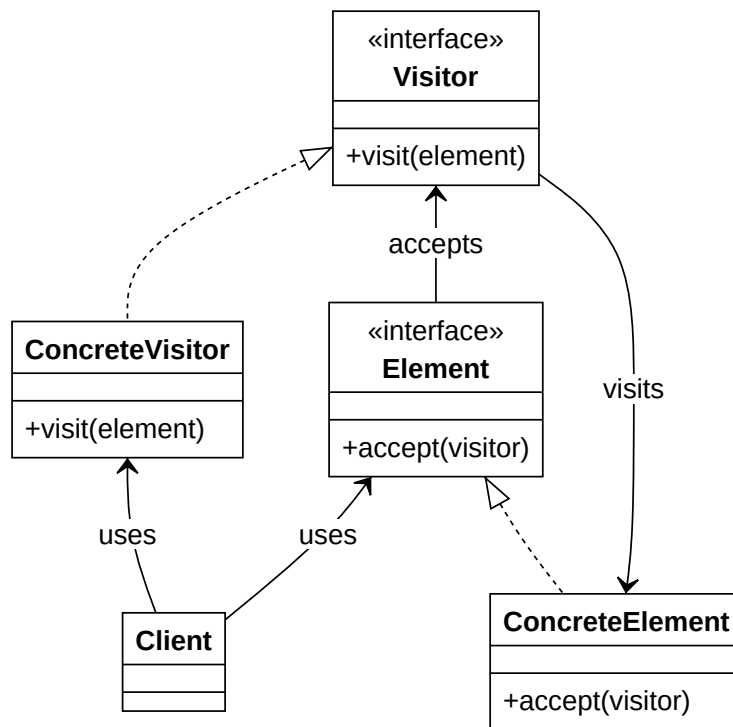 «interface»
Visitor
+visit(element)
accepts
ConcreteVisitor
+visit(element)
«interface»
Element
+accept(visitor)
visits
uses
uses
Client
ConcreteElement
+accept(visitor)